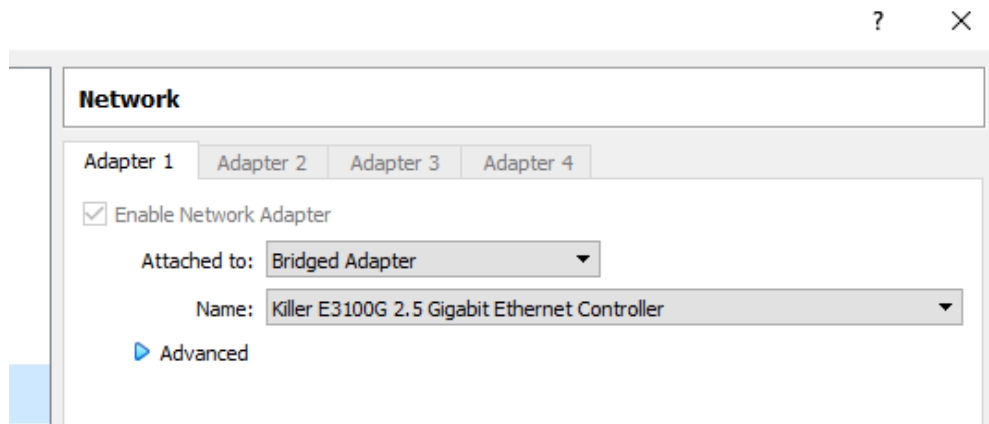 ?
Network
Adapter 1 Adapter 2 Adapter 3 Adapter 4
Enable Network Adapter
Attached to: Bridged Adapter
Name: Killer E3100G 2.5 Gigabit Ethernet Controller
Advanced